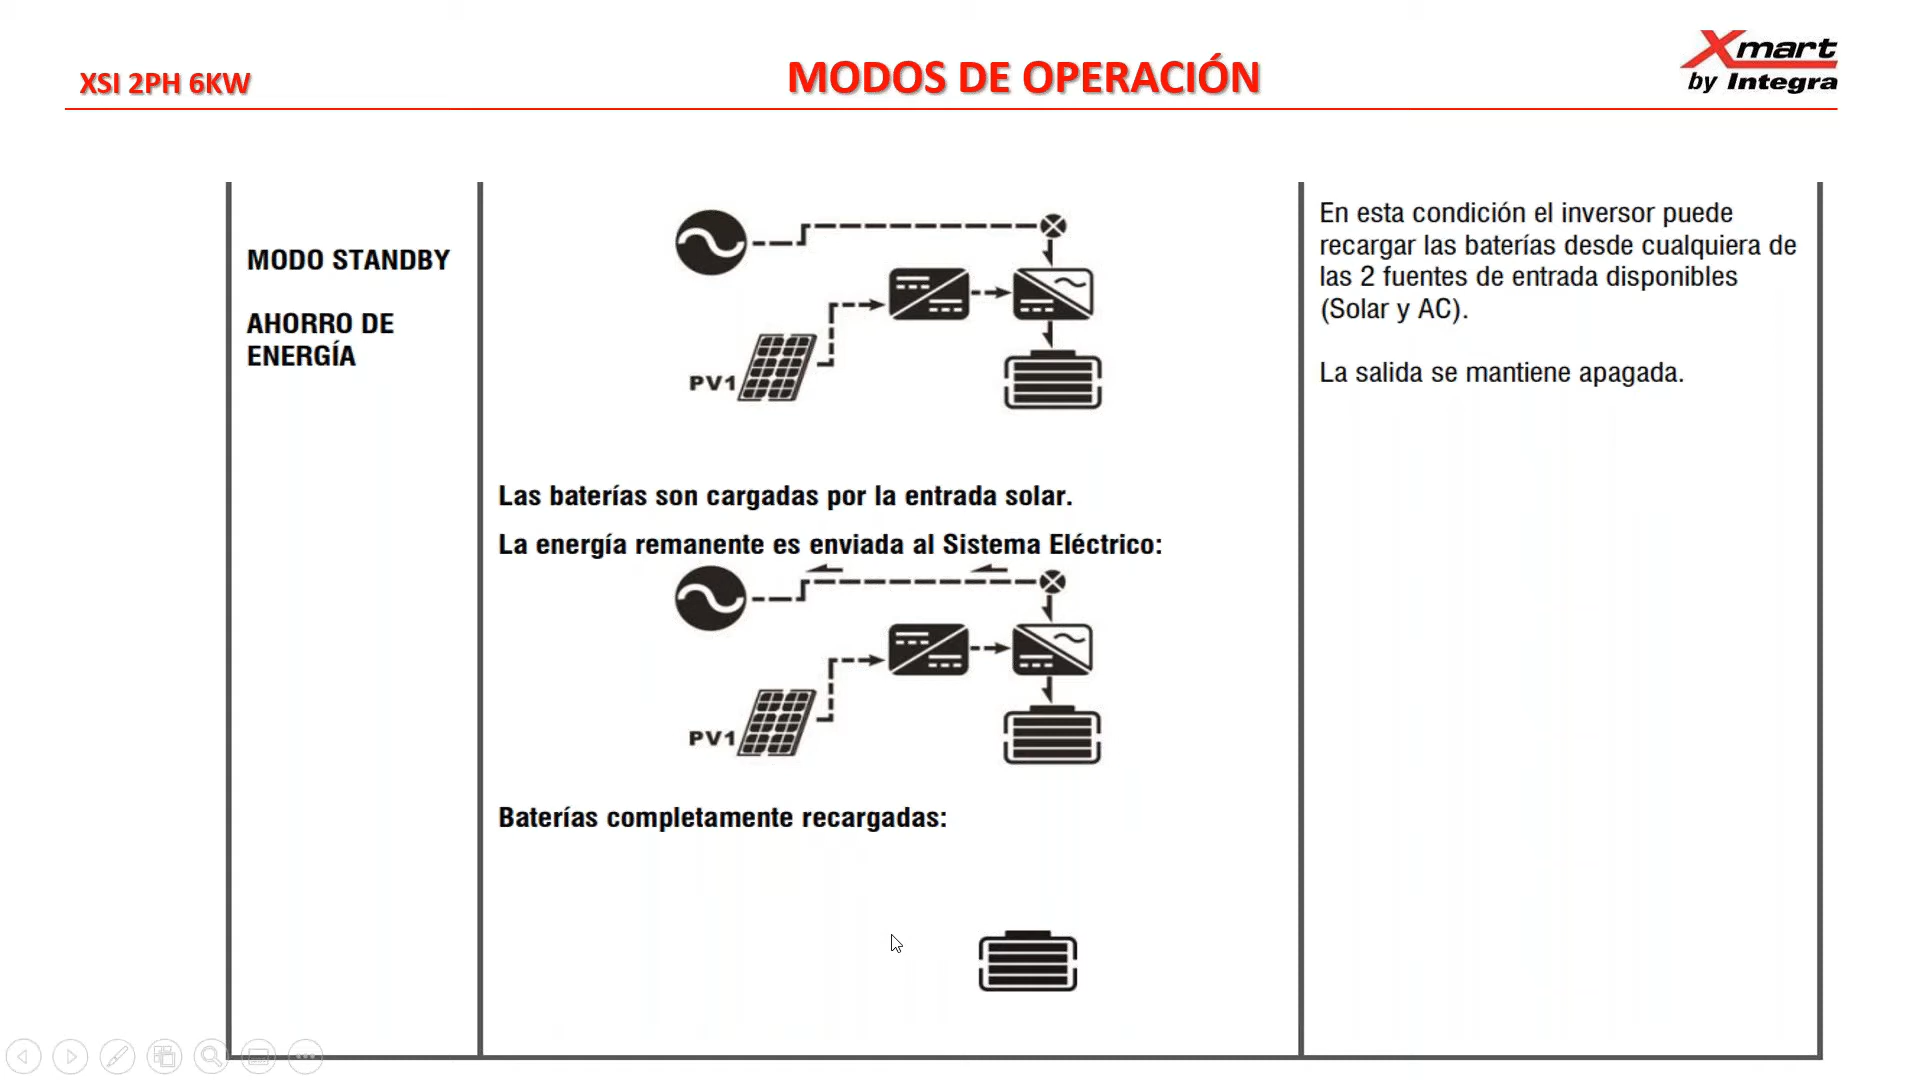 XSI 2PH 6KW
MODOS DE OPERACIÓN
Xmart
by Integra
MODO STANDBY
AHORRO DE
ENERGÍA
PV1
Las baterías son cargadas por la entrada solar.
La energía remanente es enviada al Sistema Eléctrico:
PV1
Baterías completamente recargadas:
En esta condición el inversor puede
recargar las baterías desde cualquiera de
las 2 fuentes de entrada disponibles
(Solar y AC).
La salida se mantiene apagada.